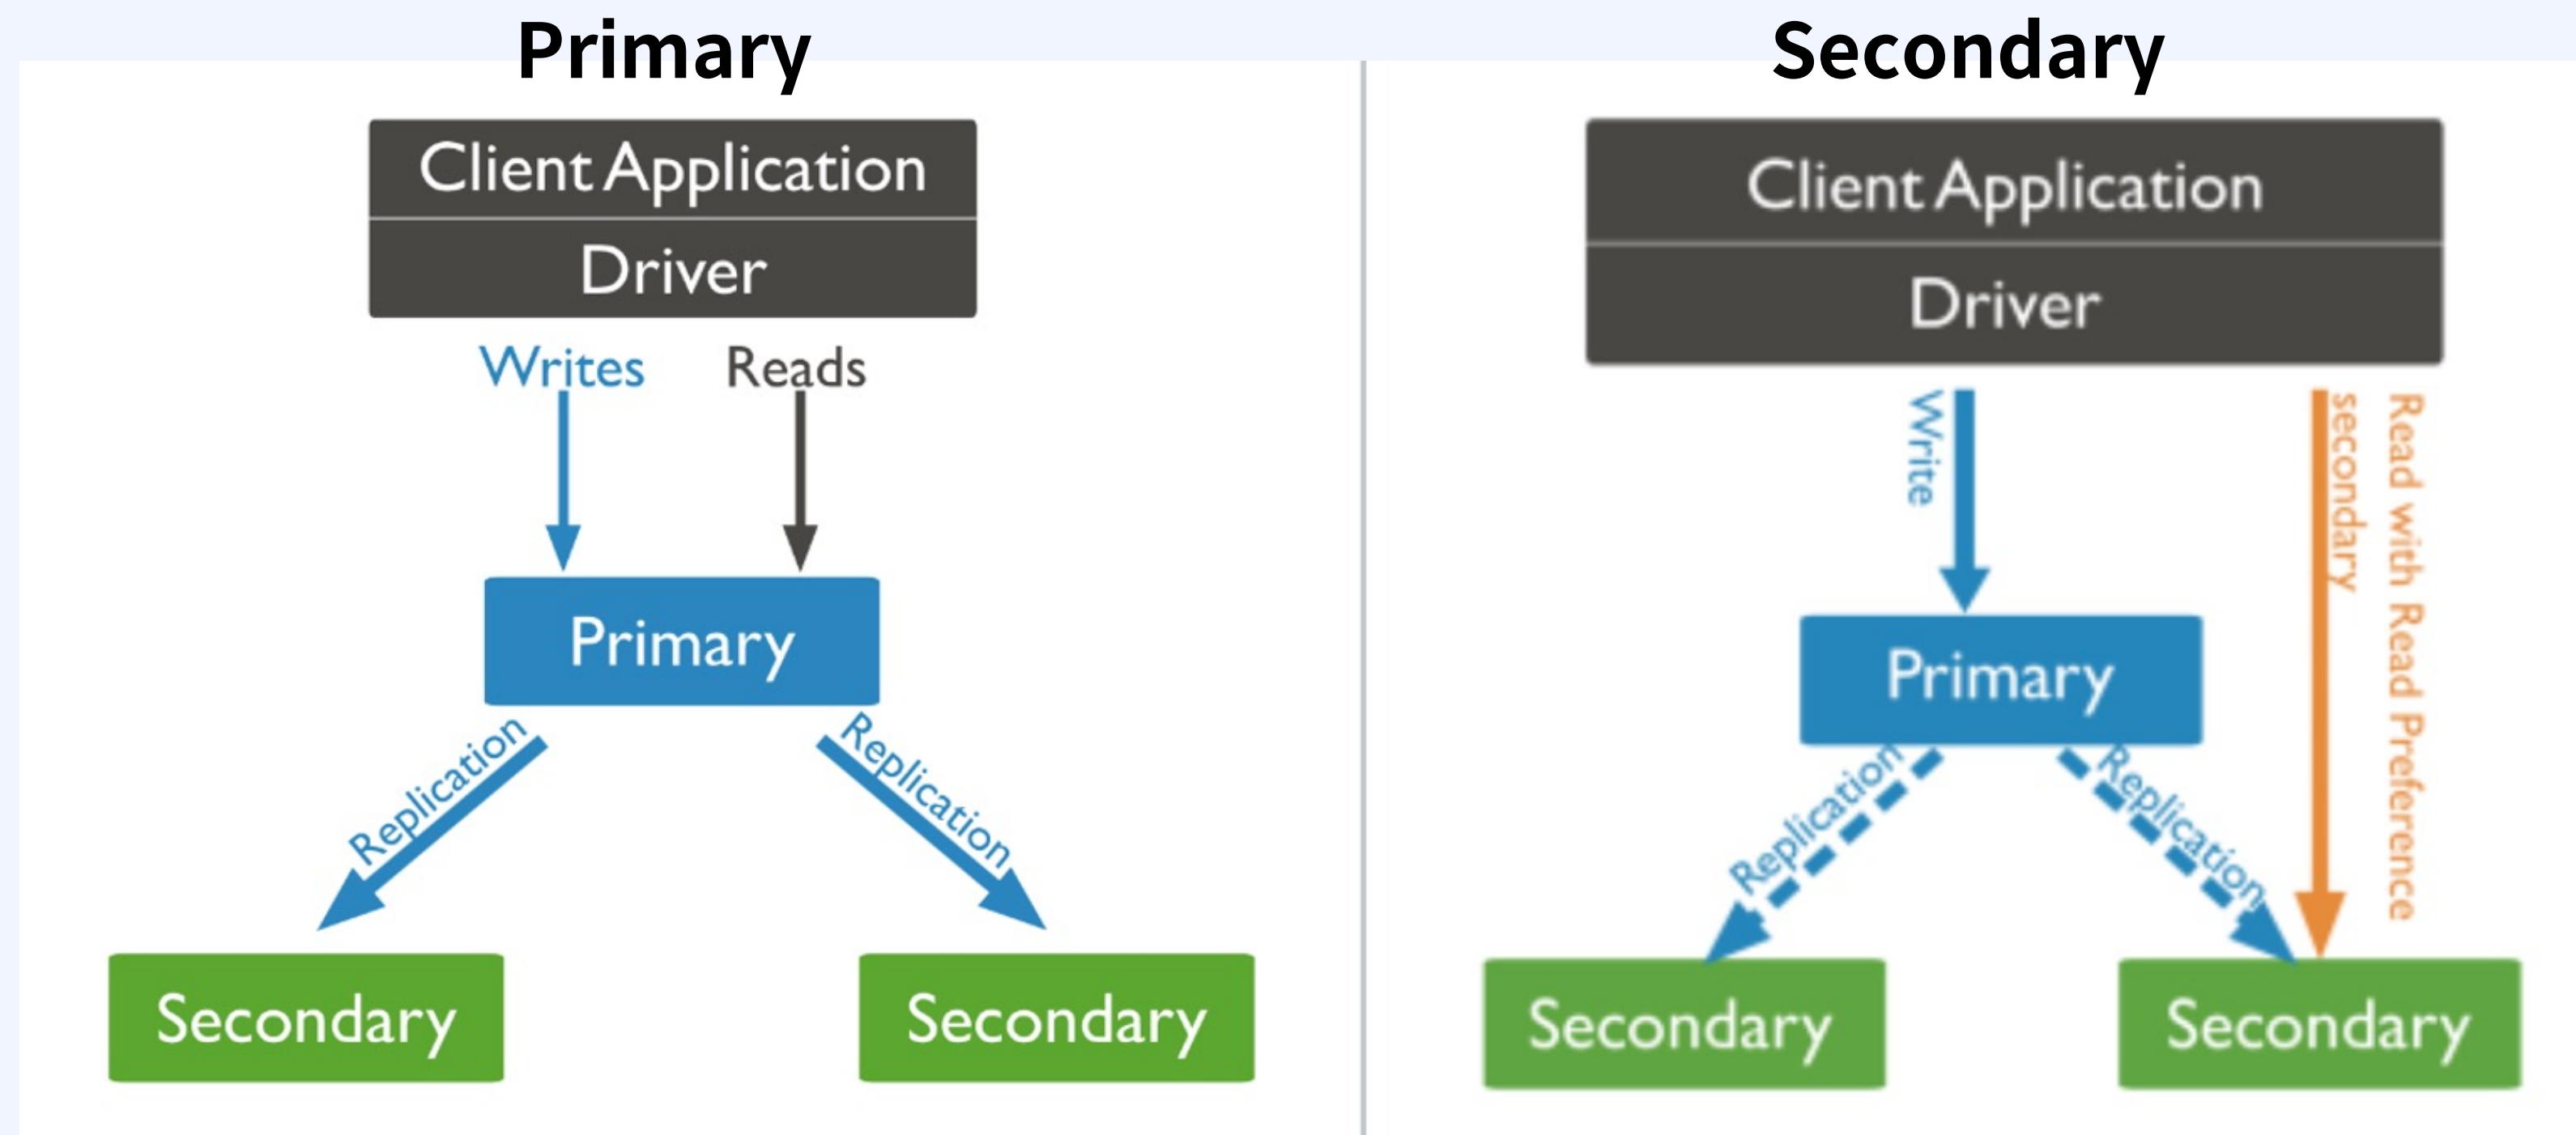 Primary
Client Application
Driver
Writes
Reads
Primary
Replication
Replication
Secondary
Secondary
Secondary
Client Application
Driver
Write
Read with Read Preference
secondary
Primary
Replication
Replication
Secondary
Secondary